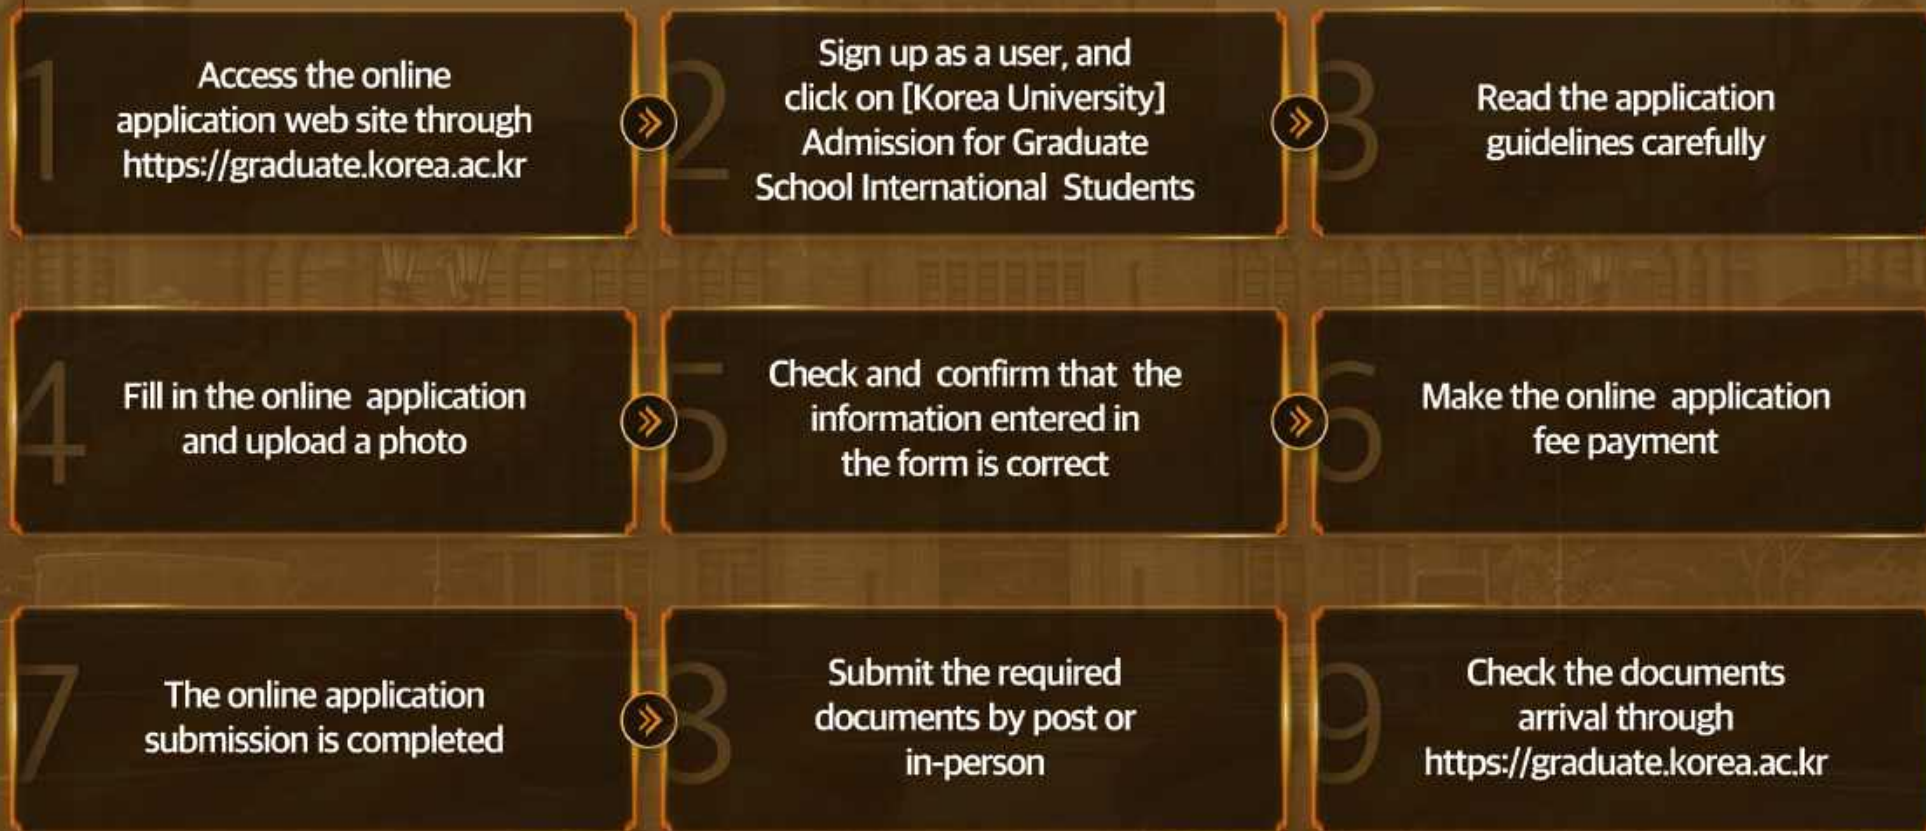 1
Access the online
application web site through
https://graduate.korea.ac.kr
2
Sign up as a user, and
click on [Korea University]
Admission for Graduate
School International Students
3
Read the application
guidelines carefully
4
Fill in the online application
and upload a photo
5
Check and confirm that the
information entered in
the form is correct
6
Make the online application
fee payment
7
The online application
submission is completed
8
Submit the required
documents by post or
in-person
9
Check the documents
arrival through
https://graduate.korea.ac.kr